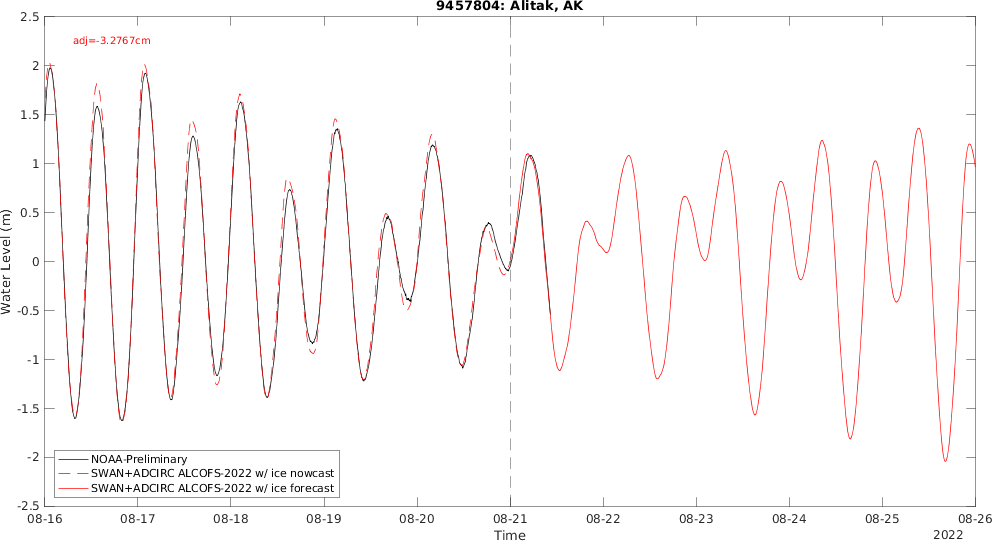 9457804: Alitak, AK
2.5
adj=-3.2767cm
2
1.5
1
0.5
0
-0.5
-1
-1.5
-2
-2.5
Water Level (m)
NOAA-Preliminary
SWAN+ADCIRC ALCOFS-2022 w/ ice nowcast
SWAN+ADCIRC ALCOFS-2022 w/ ice forecast
08-16 08-17 08-18 08-19 08-20 08-21 08-22 08-23 08-24 08-25 08-26
Time
2022